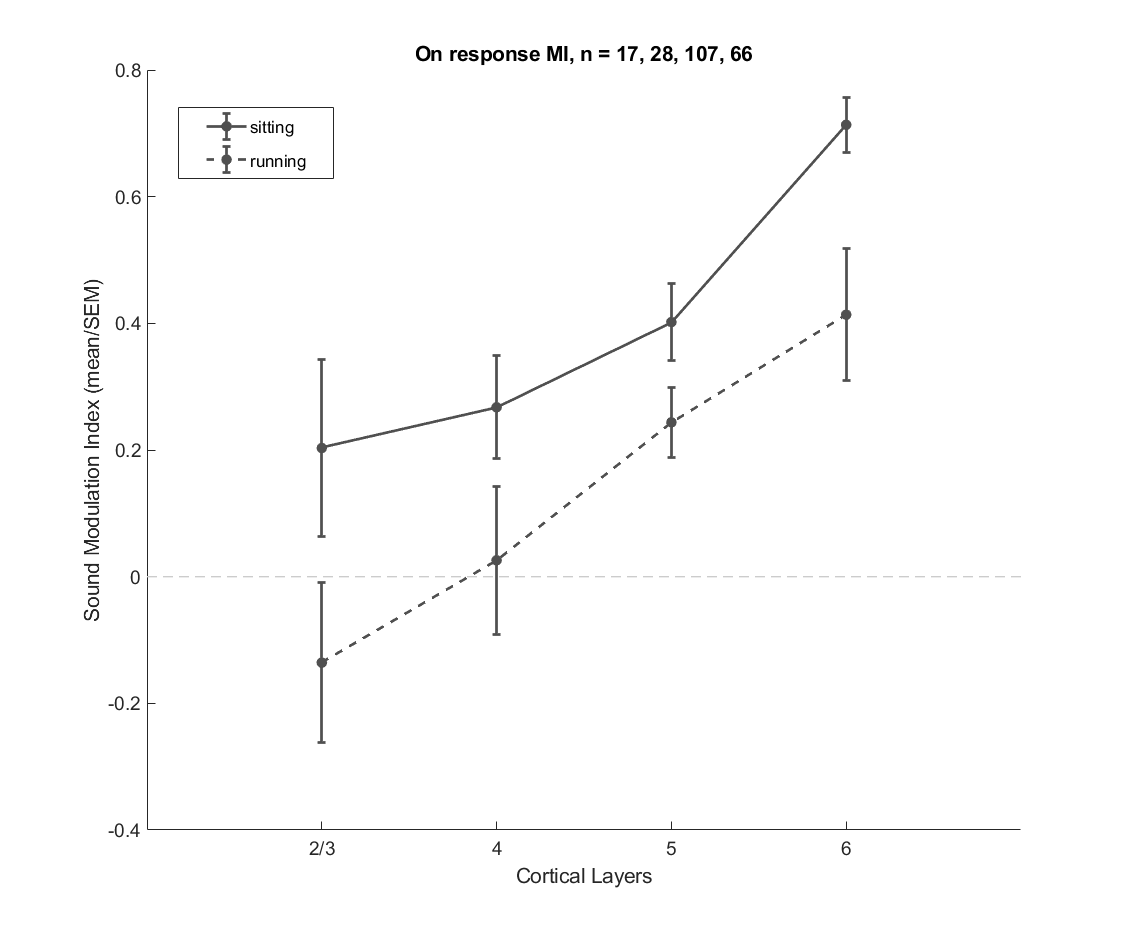 On response MI, n = 17, 28, 107, 66
0.8
sitting
running
0.6
0.4
0.2
0
-0.2
-0.4
Sound Modulation Index (mean/SEM)
2/3 4 5 6
Cortical Layers